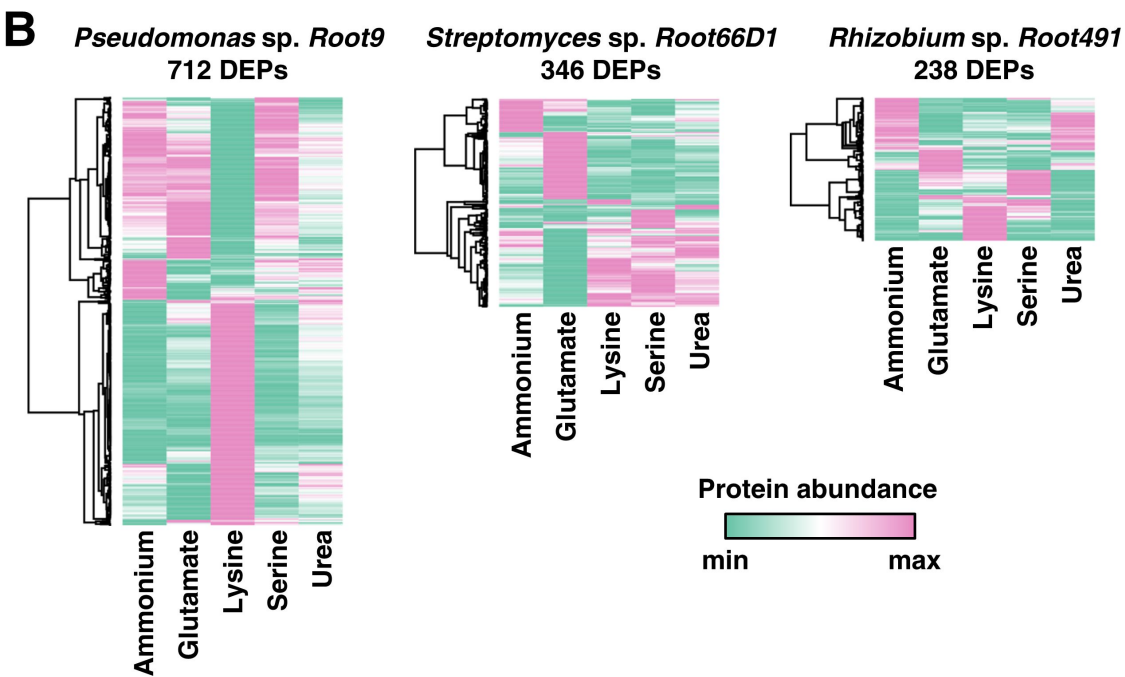 B
Pseudomonas sp. Root9
712 DEPs
Streptomyces sp. Root66D1
346 DEPs
Rhizobium sp. Root491
238 DEPs
Ammonium
Glutamate
Lysine
Serine
Urea
Ammonium
Glutamate
Lysine
Serine
Urea
Ammonium
Glutamate
Lysine
Serine
Urea
Protein abundance
min
max